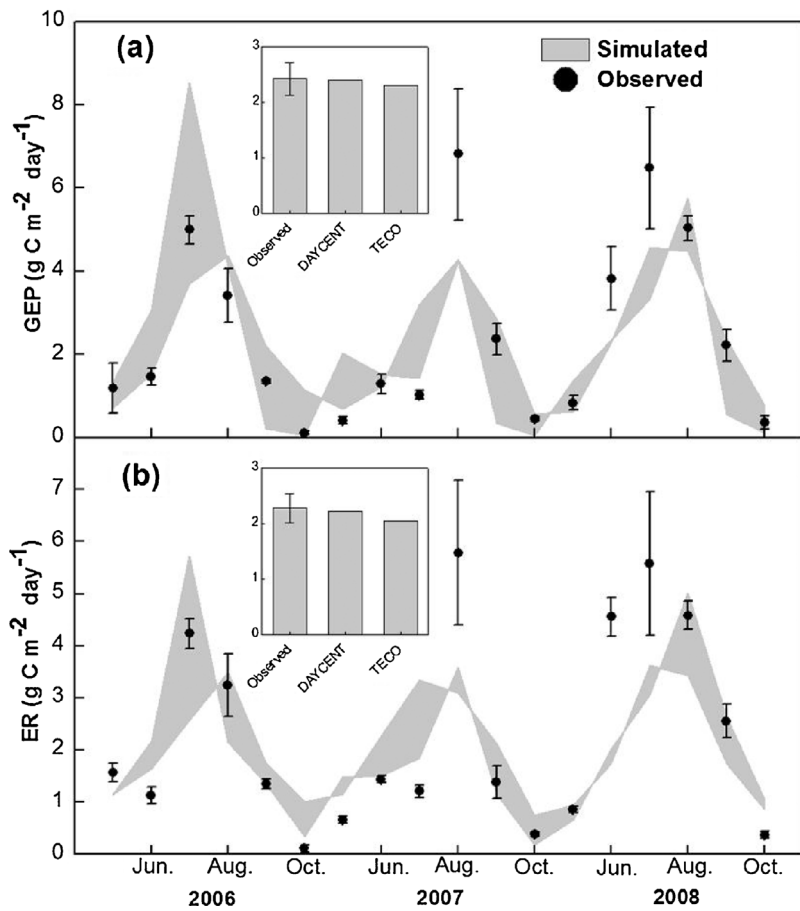 (a)
Simulated
Observed
GEP (g C m-2 day-1)
10
8
6
4
2
0
3
2
1
0
Observed
DAYCENT
TECO
(b)
ER (g C m-2 day-1)
7
6
5
4
3
2
1
0
3
2
1
0
Observed
DAYCENT
TECO
Jun. Aug. Oct. Jun. Aug. Oct. Jun. Aug. Oct.
2006 2007 2008